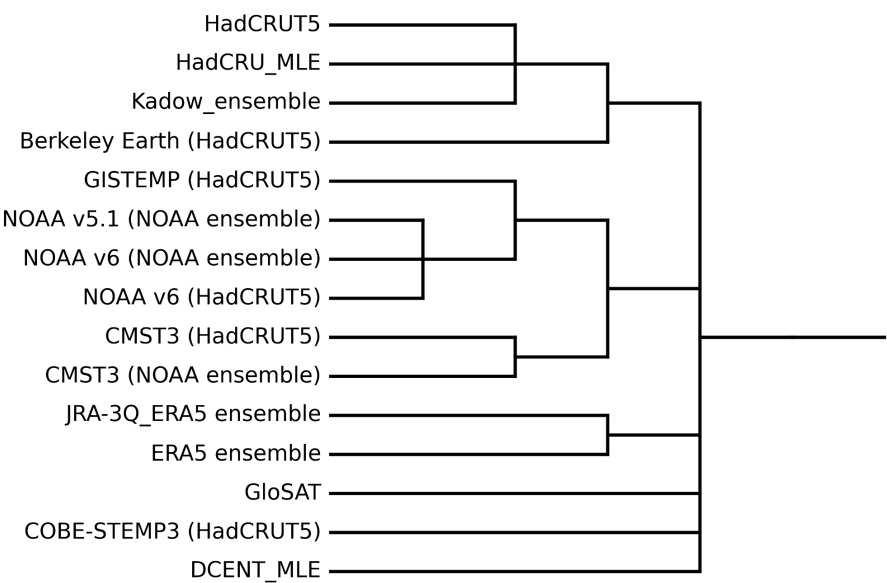 HadCRUT5
HadCRU_MLE
Kadow_ensemble
Berkeley Earth (HadCRUT5)
GISTEMP (HadCRUT5)
NOAA v5.1 (NOAA ensemble)
NOAA v6 (NOAA ensemble)
NOAA v6 (HadCRUT5)
CMST3 (HadCRUT5)
CMST3 (NOAA ensemble)
JRA-3Q_ERA5 ensemble
ERA5 ensemble
GloSAT
COBE-STEMP3 (HadCRUT5)
DCENT_MLE